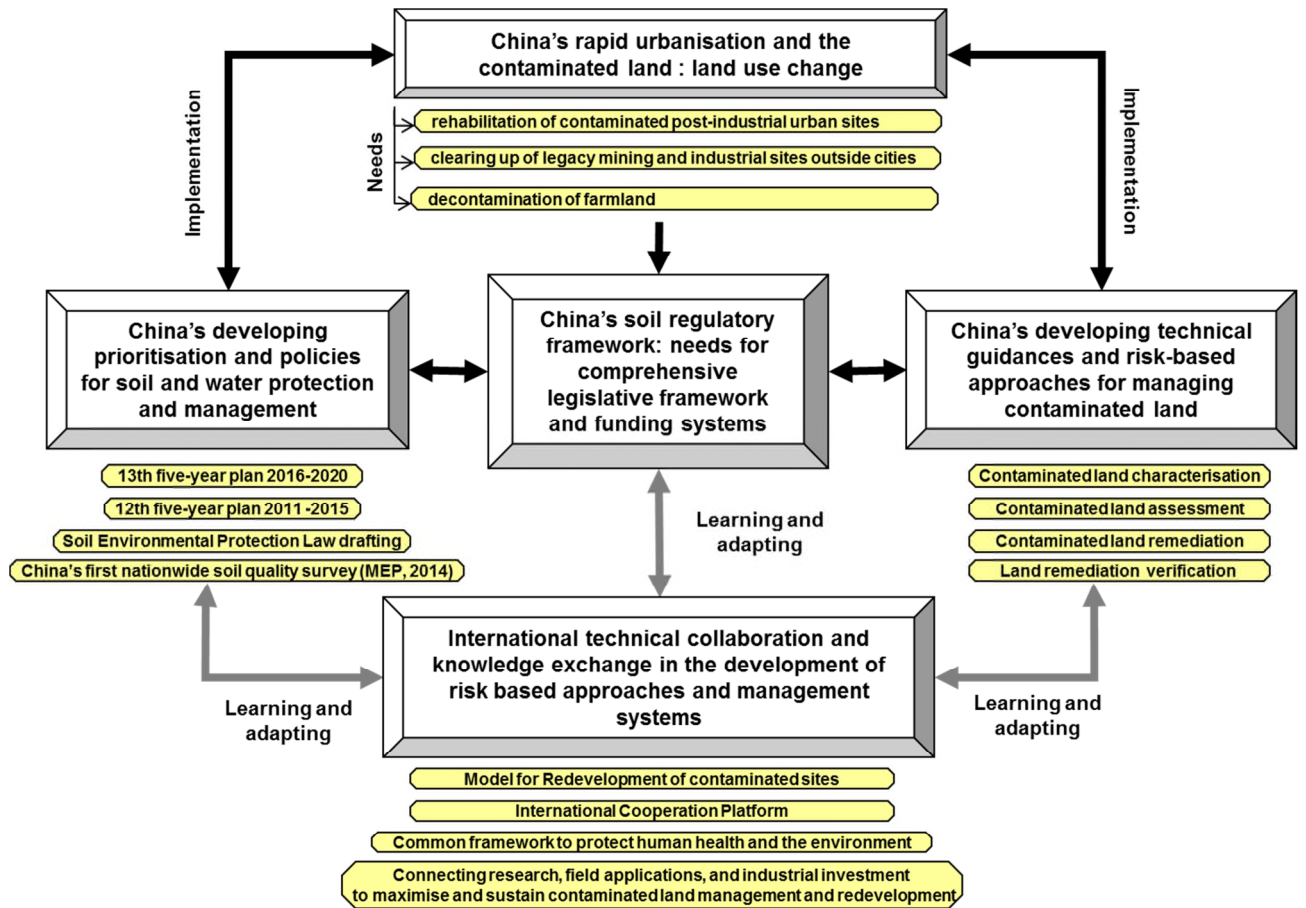 China's rapid urbanisation and the
contaminated land : land use change
Implementation
Implementation
Needs
rehabilitation of contaminated post-industrial urban sites
clearing up of legacy mining and industrial sites outside cities
decontamination of farmland
China's developing
prioritisation and policies
for soil and water protection
and management
China's soil regulatory
framework: needs for
comprehensive
legislative framework
and funding systems
China's developing technical
guidances and risk-based
approaches for managing
contaminated land
13th five-year plan 2016-2020
12th five-year plan 2011 -2015
Soil Environmental Protection Law drafting
China's first nationwide soil quality survey (MEP, 2014)
Learning and
adapting
Contaminated land characterisation
Contaminated land assessment
Contaminated land remediation
Land remediation verification
International technical collaboration and
knowledge exchange in the development of
risk based approaches and management
systems
Learning and
adapting
Learning and
adapting
Model for Redevelopment of contaminated sites
International Cooperation Platform
Common framework to protect human health and the environment
Connecting research, field applications, and industrial investment
to maximise and sustain contaminated land management and redevelopment